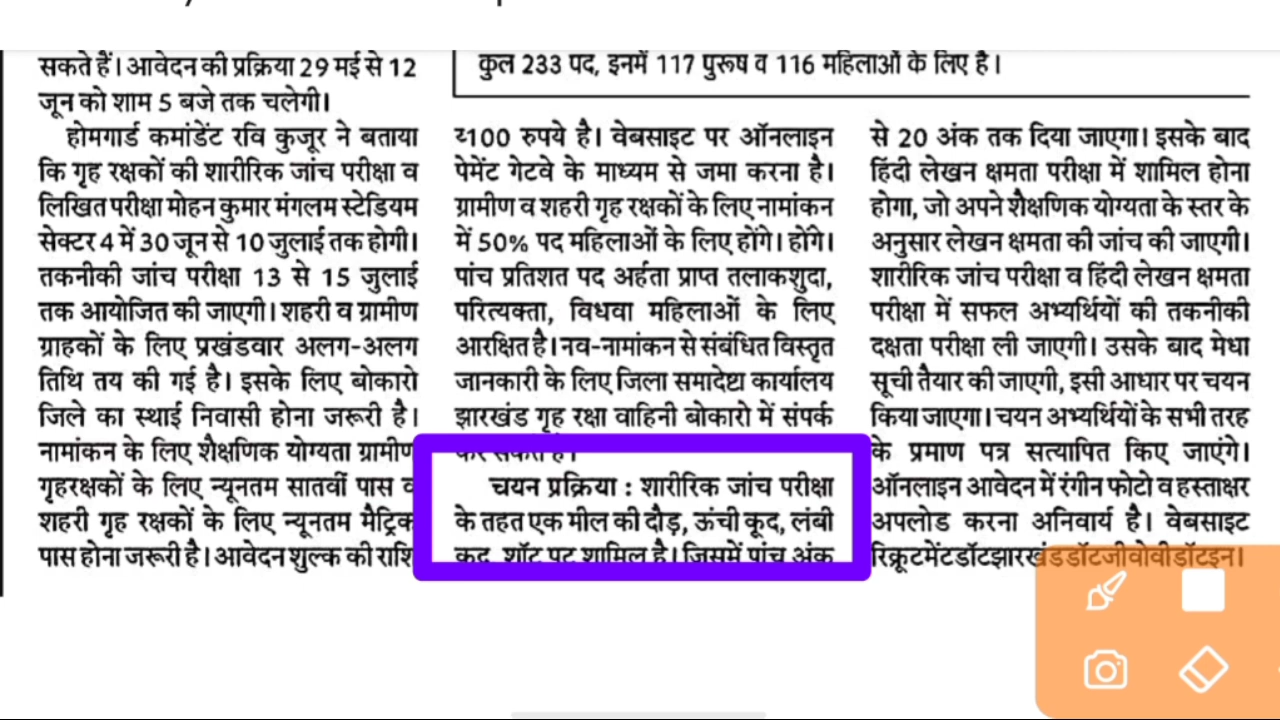 सकते हैं। आवेदन की प्रक्रिया 29 मई से 12
जून को शाम 5 बजे तक चलेगी।
होमगार्ड कमांडेंट रवि कुजूर ने बताया
कि गृह रक्षकों की शारीरिक जांच परीक्षा व
लिखित परीक्षा मोहन कुमार मंगलम स्टेडियम
सेक्टर 4 में 30 जून से 10 जुलाई तक होगी।
तकनीकी जांच परीक्षा 13 से 15 जुलाई
तक आयोजित की जाएगी। शहरी व ग्रामीण
ग्राहकों के लिए प्रखंडवार अलग-अलग
तिथि तय की गई है। इसके लिए बोकारो
जिले का स्थाई निवासी होना जरूरी है।
नामांकन के लिए शैक्षणिक योग्यता ग्रामीण
गृहरक्षकों के लिए न्यूनतम सातवीं पास व
शहरी गृह रक्षकों के लिए न्यूनतम मैट्रिक
पास होना जरूरी है। आवेदन शुल्क की राशि
कुल 233 पद, इनमें 117 पुरूष व 116 महिलाओं के लिए है।
₹100 रुपये है। वेबसाइट पर ऑनलाइन
पेमेंट गेटवे के माध्यम से जमा करना है।
ग्रामीण व शहरी गृह रक्षकों के लिए नामांकन
में 50% पद महिलाओं के लिए होंगे। होंगे।
पांच प्रतिशत पद अर्हता प्राप्त तलाकशुदा,
परित्यक्ता, विधवा महिलाओं के लिए
आरक्षित है। नव-नामांकन से संबंधित विस्तृत
जानकारी के लिए जिला समादेष्टा कार्यालय
झारखंड गृह रक्षा वाहिनी बोकारो में संपर्क
कर सकते हैं।
चयन प्रक्रिया : शारीरिक जांच परीक्षा
के तहत एक मील की दौड़, ऊंची कूद, लंबी
कूद, शॉट पुट शामिल है। जिसमें पांच अंक
से 20 अंक तक दिया जाएगा। इसके बाद
हिंदी लेखन क्षमता परीक्षा में शामिल होना
होगा, जो अपने शैक्षणिक योग्यता के स्तर के
अनुसार लेखन क्षमता की जांच की जाएगी।
शारीरिक जांच परीक्षा व हिंदी लेखन क्षमता
परीक्षा में सफल अभ्यर्थियों की तकनीकी
दक्षता परीक्षा ली जाएगी। उसके बाद मेधा
सूची तैयार की जाएगी, इसी आधार पर चयन
किया जाएगा। चयन अभ्यर्थियों के सभी तरह
के प्रमाण पत्र सत्यापित किए जाएंगे।
ऑनलाइन आवेदन में रंगीन फोटो व हस्ताक्षर
अपलोड करना अनिवार्य है। वेबसाइट
रिक्रूटमेंटडॉटझारखंडडॉटजीवोवीडॉटइन।